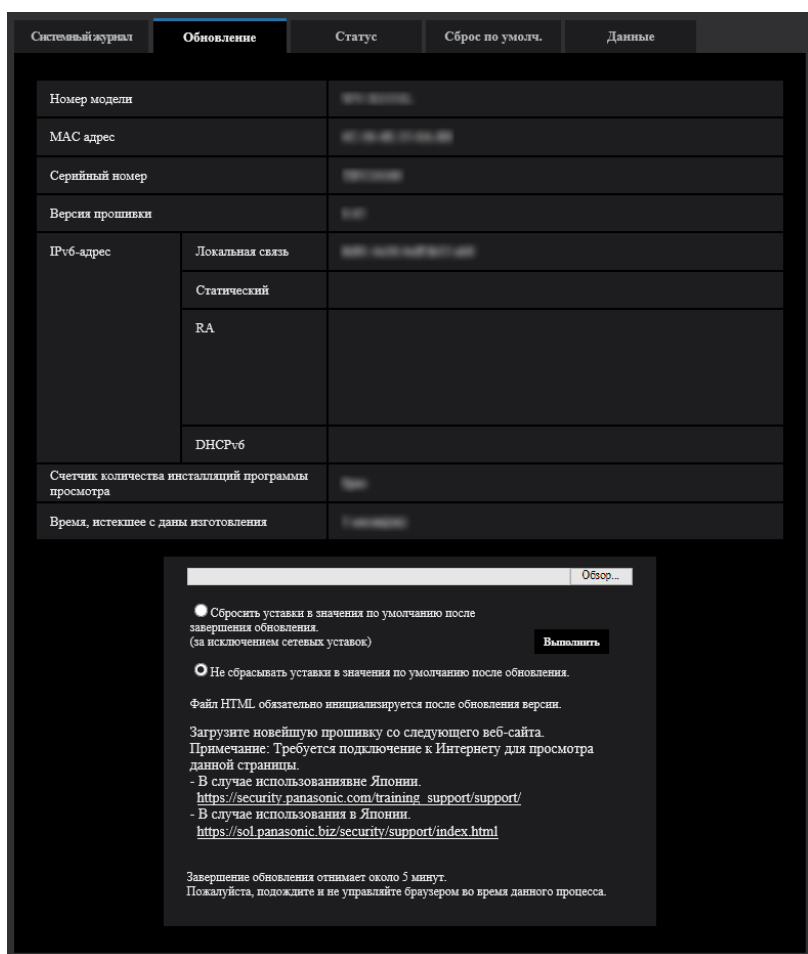 Системный журнал Обновление Статус Сброс по умолч. Данные
Номер модели
MAC адрес
Серийный номер
Версия прошивки
IPv6-адрес Локальная связь
Статический
RA
DHCPv6
Счетчик количества инсталляций программы
просмотра
Время, истекшее с даны изготовления
Обзор...
Сбросить уставки в значения по умолчанию после
завершения обновления.
(за исключением сетевых уставок) Выполнить
Не сбрасывать уставки в значения по умолчанию после обновления.
Файл HTML обязательно инициализируется после обновления версии.
Загрузите новейшую прошивку со следующего веб-сайта.
Примечание: Требуется подключение к Интернету для просмотра
данной страницы.
- В случае использованиявне Японии.
https://security.panasonic.com/training_support/support/
- В случае использования в Японии.
https://sol.panasonic.biz/security/support/index.html
Завершение обновления отнимает около 5 минут.
Пожалуйста, подождите и не управляйте браузером во время данного процесса.